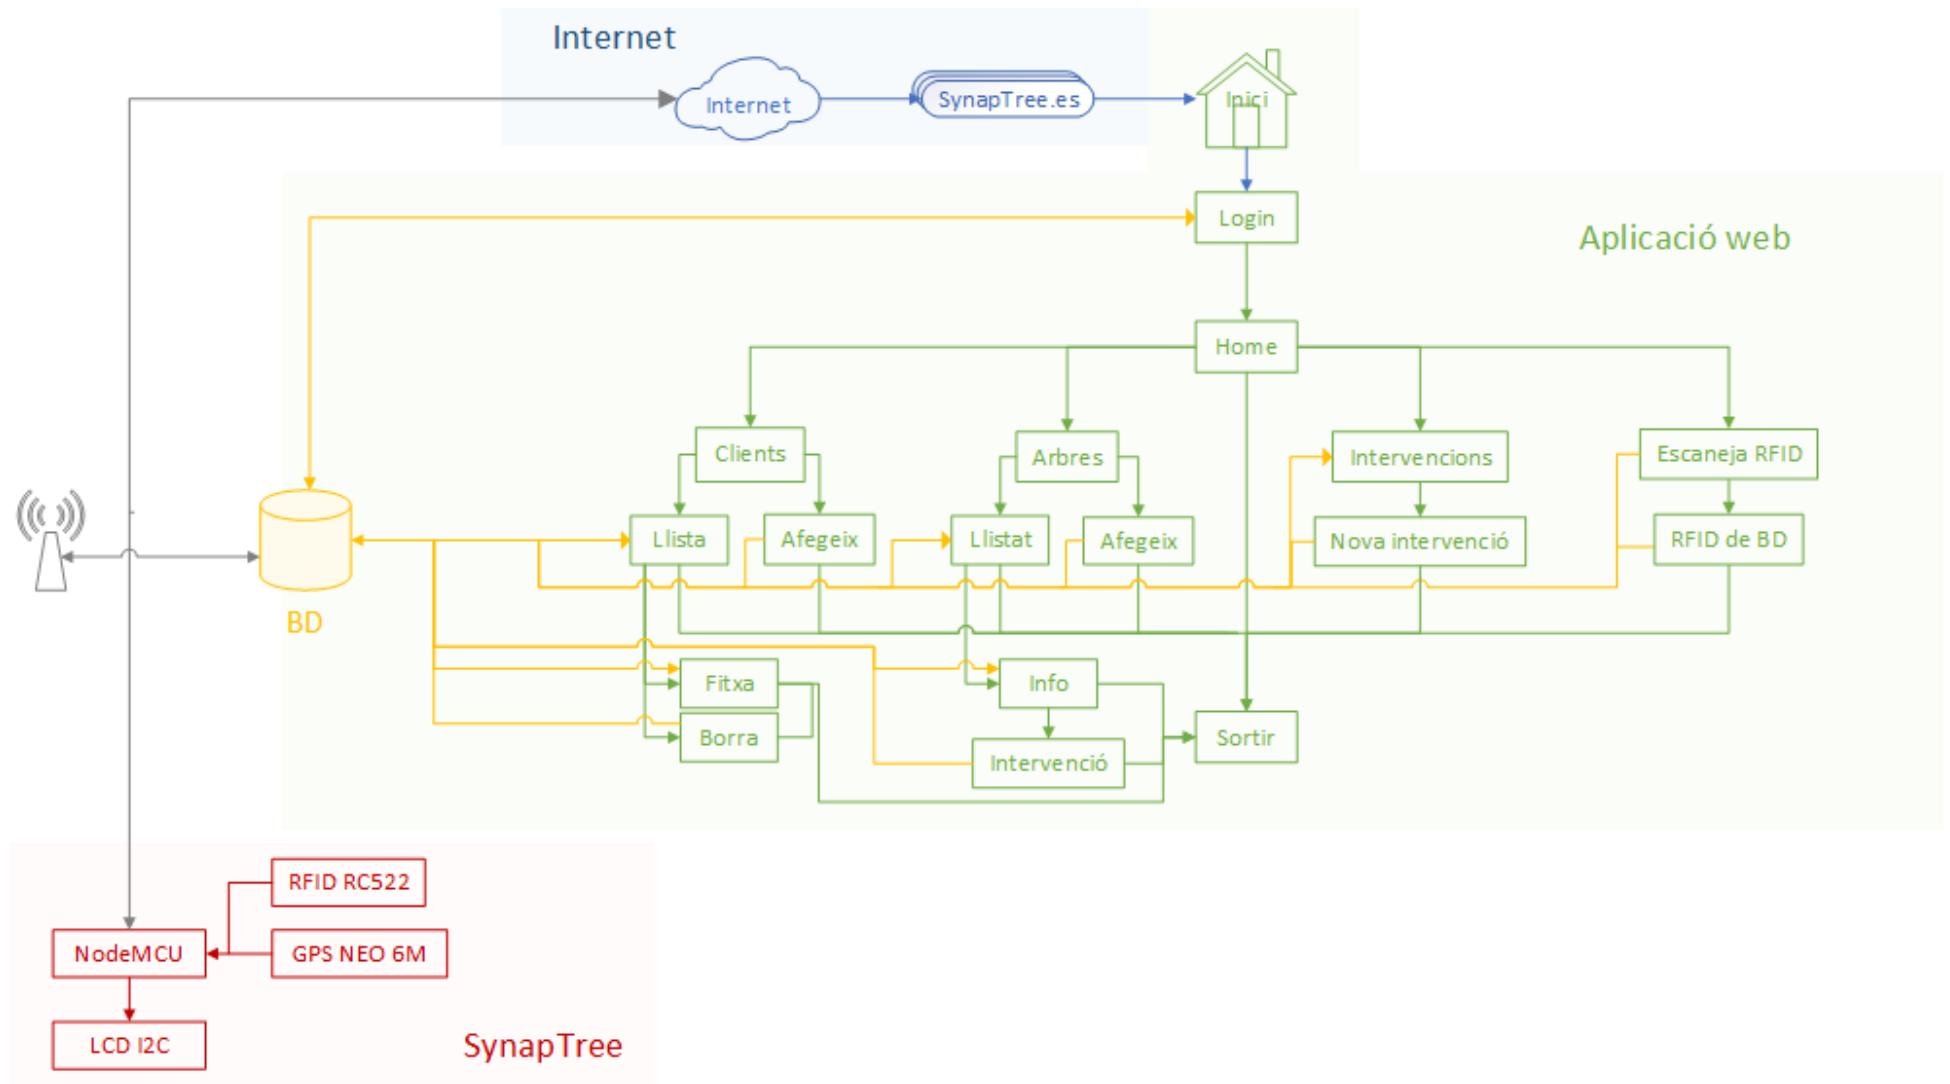 Internet
Internet
SynapTree.es
Inici
Login
Aplicació web
Home
Clients
Arbres
Intervencions
Escaneja RFID
Llista
Afegeix
Llistat
Afegeix
Nova intervenció
RFID de BD
BD
Fitxa
Info
Borra
Sortir
Intervenció
RFID RC522
NodeMCU
GPS NEO 6M
LCD I2C
SynapTree